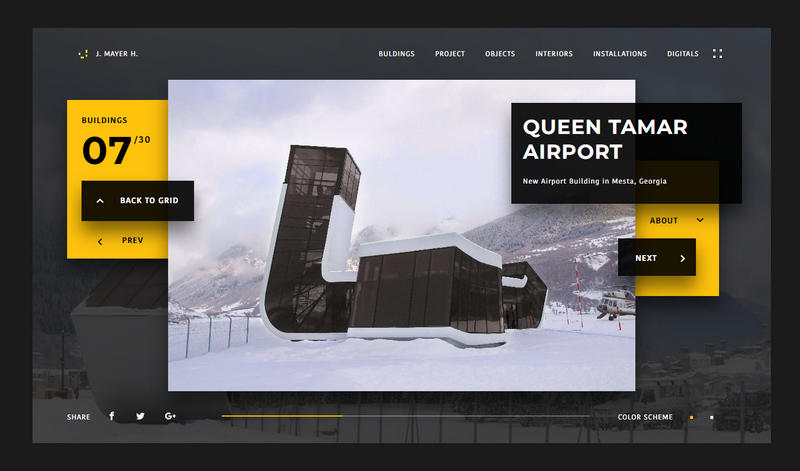 J. MAYER H.
BULDINGS
PROJECT
OBJECTS
INTERIORS
INSTALLATIONS
DIGITALS
BUILDINGS
07/30
BACK TO GRID
PREV
QUEEN TAMAR
AIRPORT
New Airport Building in Mesta, Georgia
ABOUT
NEXT
SHARE
G+
COLOR SCHEME